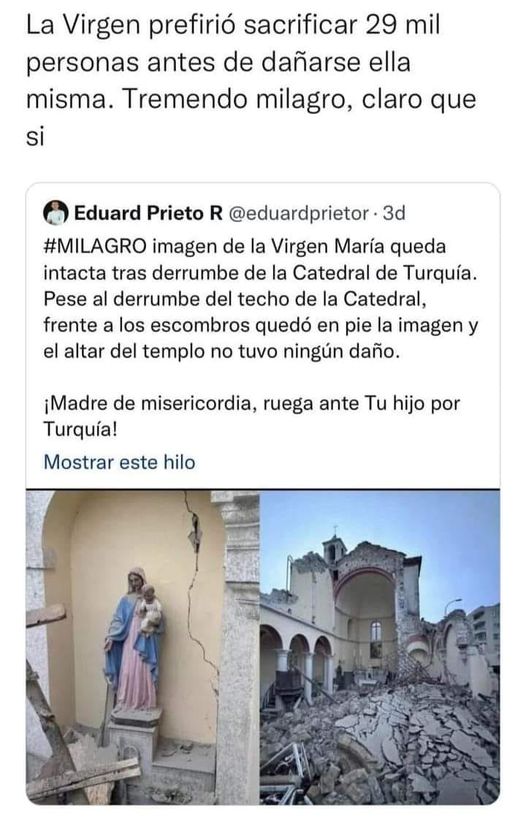 La Virgen prefirió sacrificar 29 mil
personas antes de dañarse ella
misma. Tremendo milagro, claro que
si
Eduard Prieto R @eduardprietor · 3d
#MILAGRO imagen de la Virgen María queda
intacta tras derrumbe de la Catedral de Turquía.
Pese al derrumbe del techo de la Catedral,
frente a los escombros quedó en pie la imagen y
el altar del templo no tuvo ningún daño.
¡Madre de misericordia, ruega ante Tu hijo por
Turquía!
Mostrar este hilo